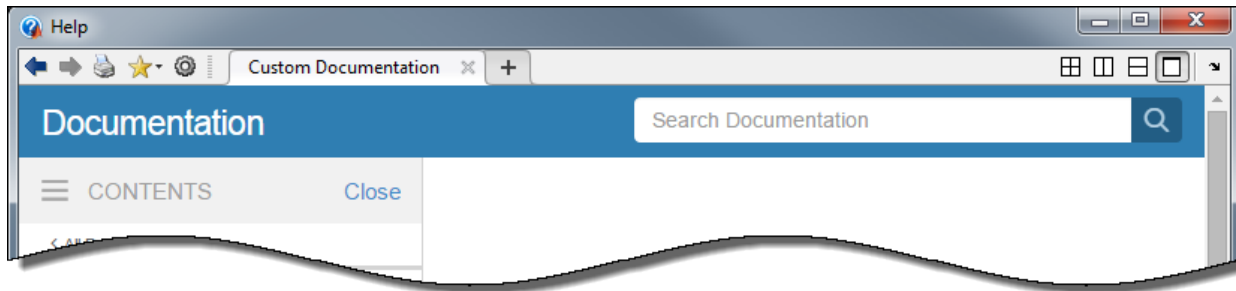 Help
Custom Documentation
Documentation
Search Documentation
CONTENTS
Close